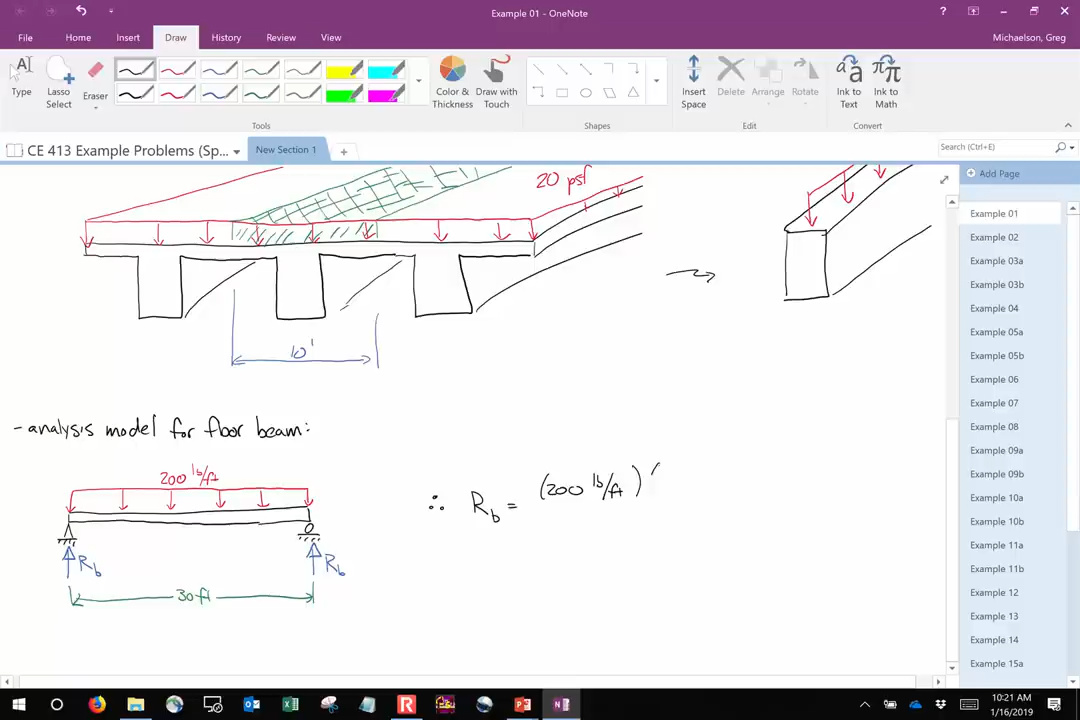 Example 01 - OneNote
Michaelson, Greg
File Home Insert Draw History Review View
Type
Lasso Select
Eraser
Color & Thickness
Draw with Touch
Insert Space
Delete
Arrange
Rotate
Ink to Text
Ink to Math
Tools
Shapes
Edit
Convert
CE 413 Example Problems (Sp...
New Section 1
Search (Ctrl+E)
Add Page
Example 01
Example 02
Example 03a
Example 03b
Example 04
Example 05a
Example 05b
Example 06
Example 07
Example 08
Example 09a
Example 09b
Example 10a
Example 10b
Example 11a
Example 11b
Example 12
Example 13
Example 14
Example 15a
20 psf
10'
- analysis model for floor beam:
200 lb/ft
∴ Rb = (200 lb/ft)(
Rb
Rb
30ft
10:21 AM
1/16/2019